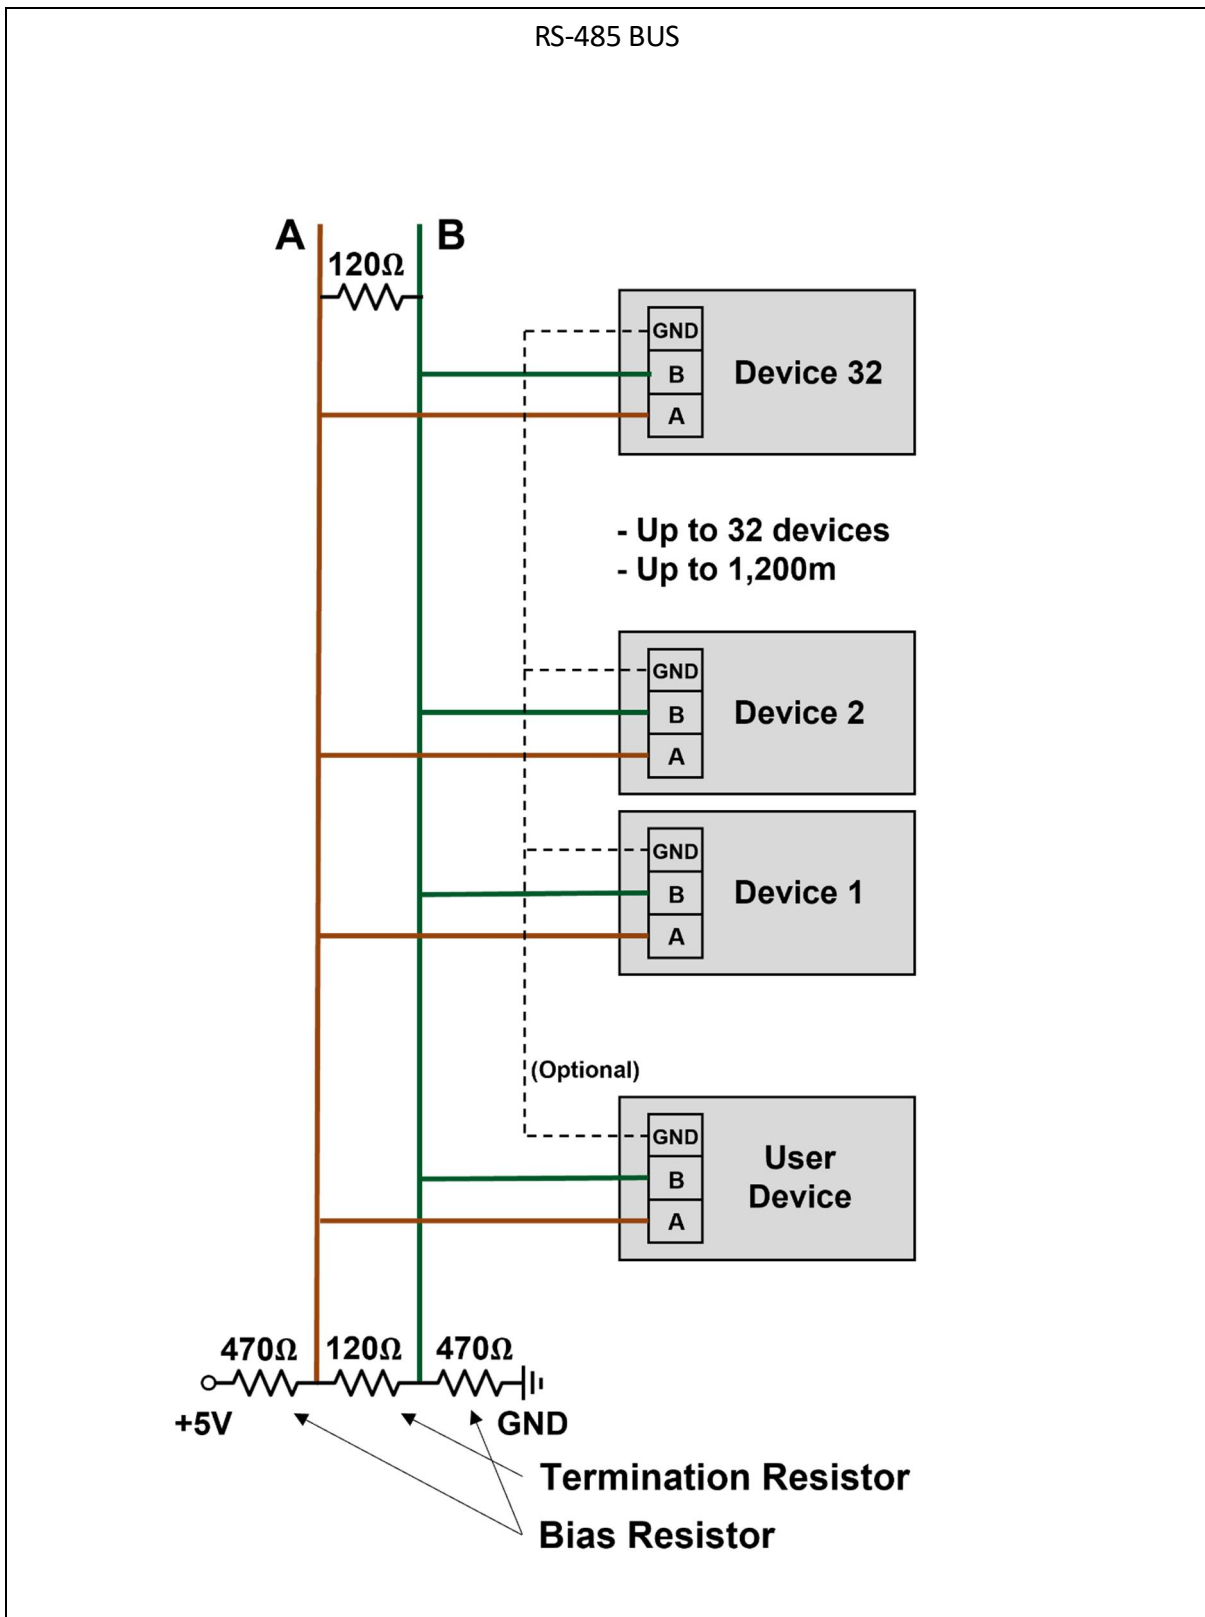 RS-485 BUS
A
B
120Ω
GND
B
A
Device 32
- Up to 32 devices
- Up to 1,200m
GND
B
A
Device 2
GND
B
A
Device 1
(Optional)
GND
B
A
User
Device
470Ω 120Ω 470Ω
+5V
GND
Termination Resistor
Bias Resistor